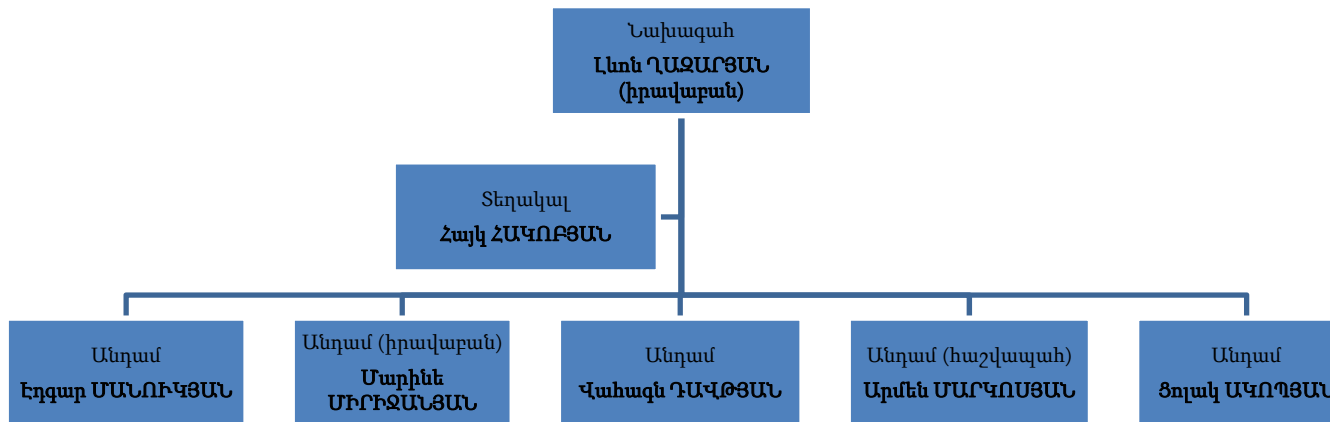 Նախագահ
Լևոն ՂԱԶԱՐՅԱՆ
(իրավաբան)
Տեղակալ
Հայկ ՀԱԿՈԲՅԱՆ
Անդամ
Էդգար ՄԱՆՈՒԿՅԱՆ
Անդամ (իրավաբան)
Մարինե
ՄԻՐԻՋԱՆՅԱՆ
Անդամ
Վահագն ԴԱՎԹՅԱՆ
Անդամ (հաշվապահ)
Արմեն ՄԱՐԿՈՍՅԱՆ
Անդամ
Ցոլակ ԱԿՈՊՅԱՆ